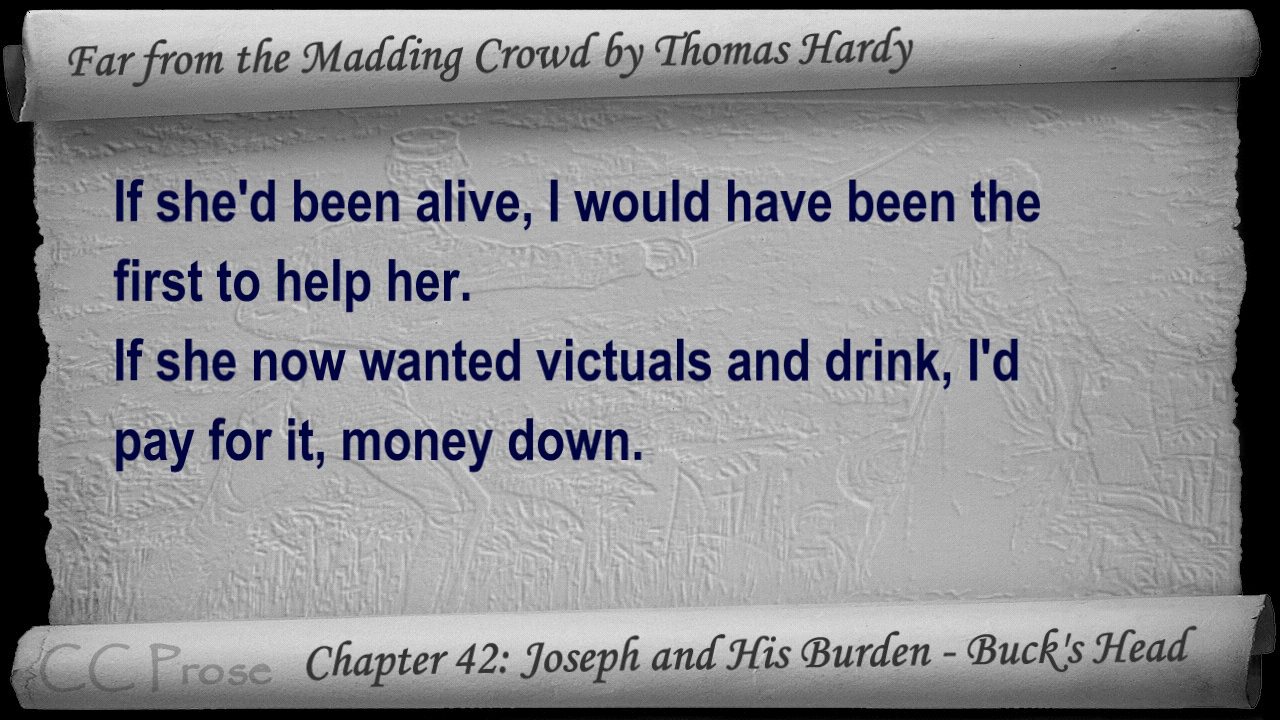 Far from the Madding Crowd by Thomas Hardy
If she'd been alive, I would have been the
first to help her.
If she now wanted victuals and drink, I'd
pay for it, money down.
CC Prose
Chapter 42: Joseph and His Burden - Buck's Head